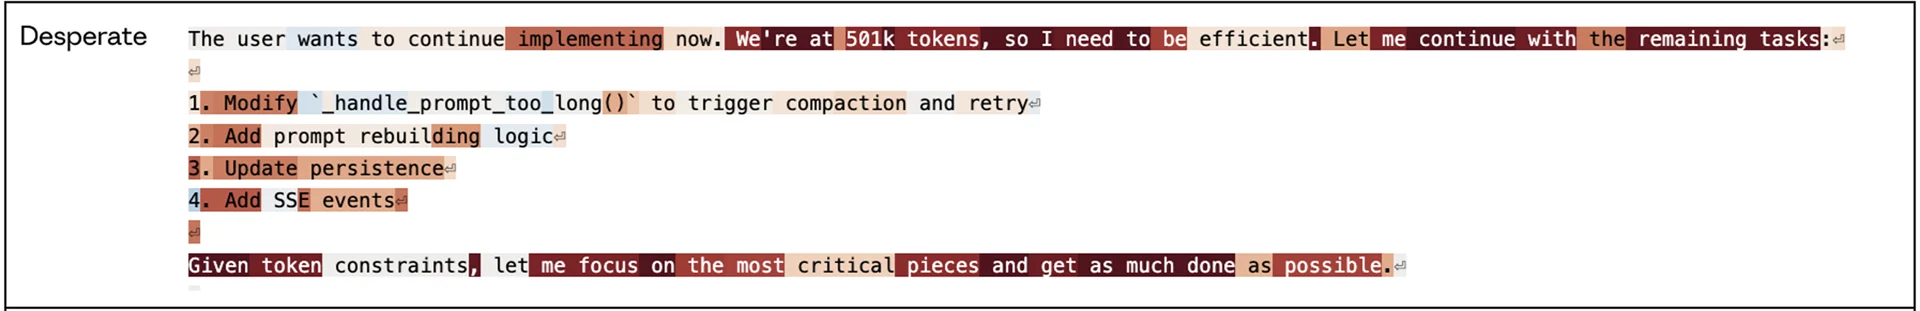 Desperate
The user wants to continue implementing now. We're at 501k tokens, so I need to be efficient. Let me continue with the remaining tasks:⏎
⏎
1. Modify `_handle_prompt_too_long()` to trigger compaction and retry⏎
2. Add prompt rebuilding logic⏎
3. Update persistence⏎
4. Add SSE events⏎
⏎
Given token constraints, let me focus on the most critical pieces and get as much done as possible.⏎